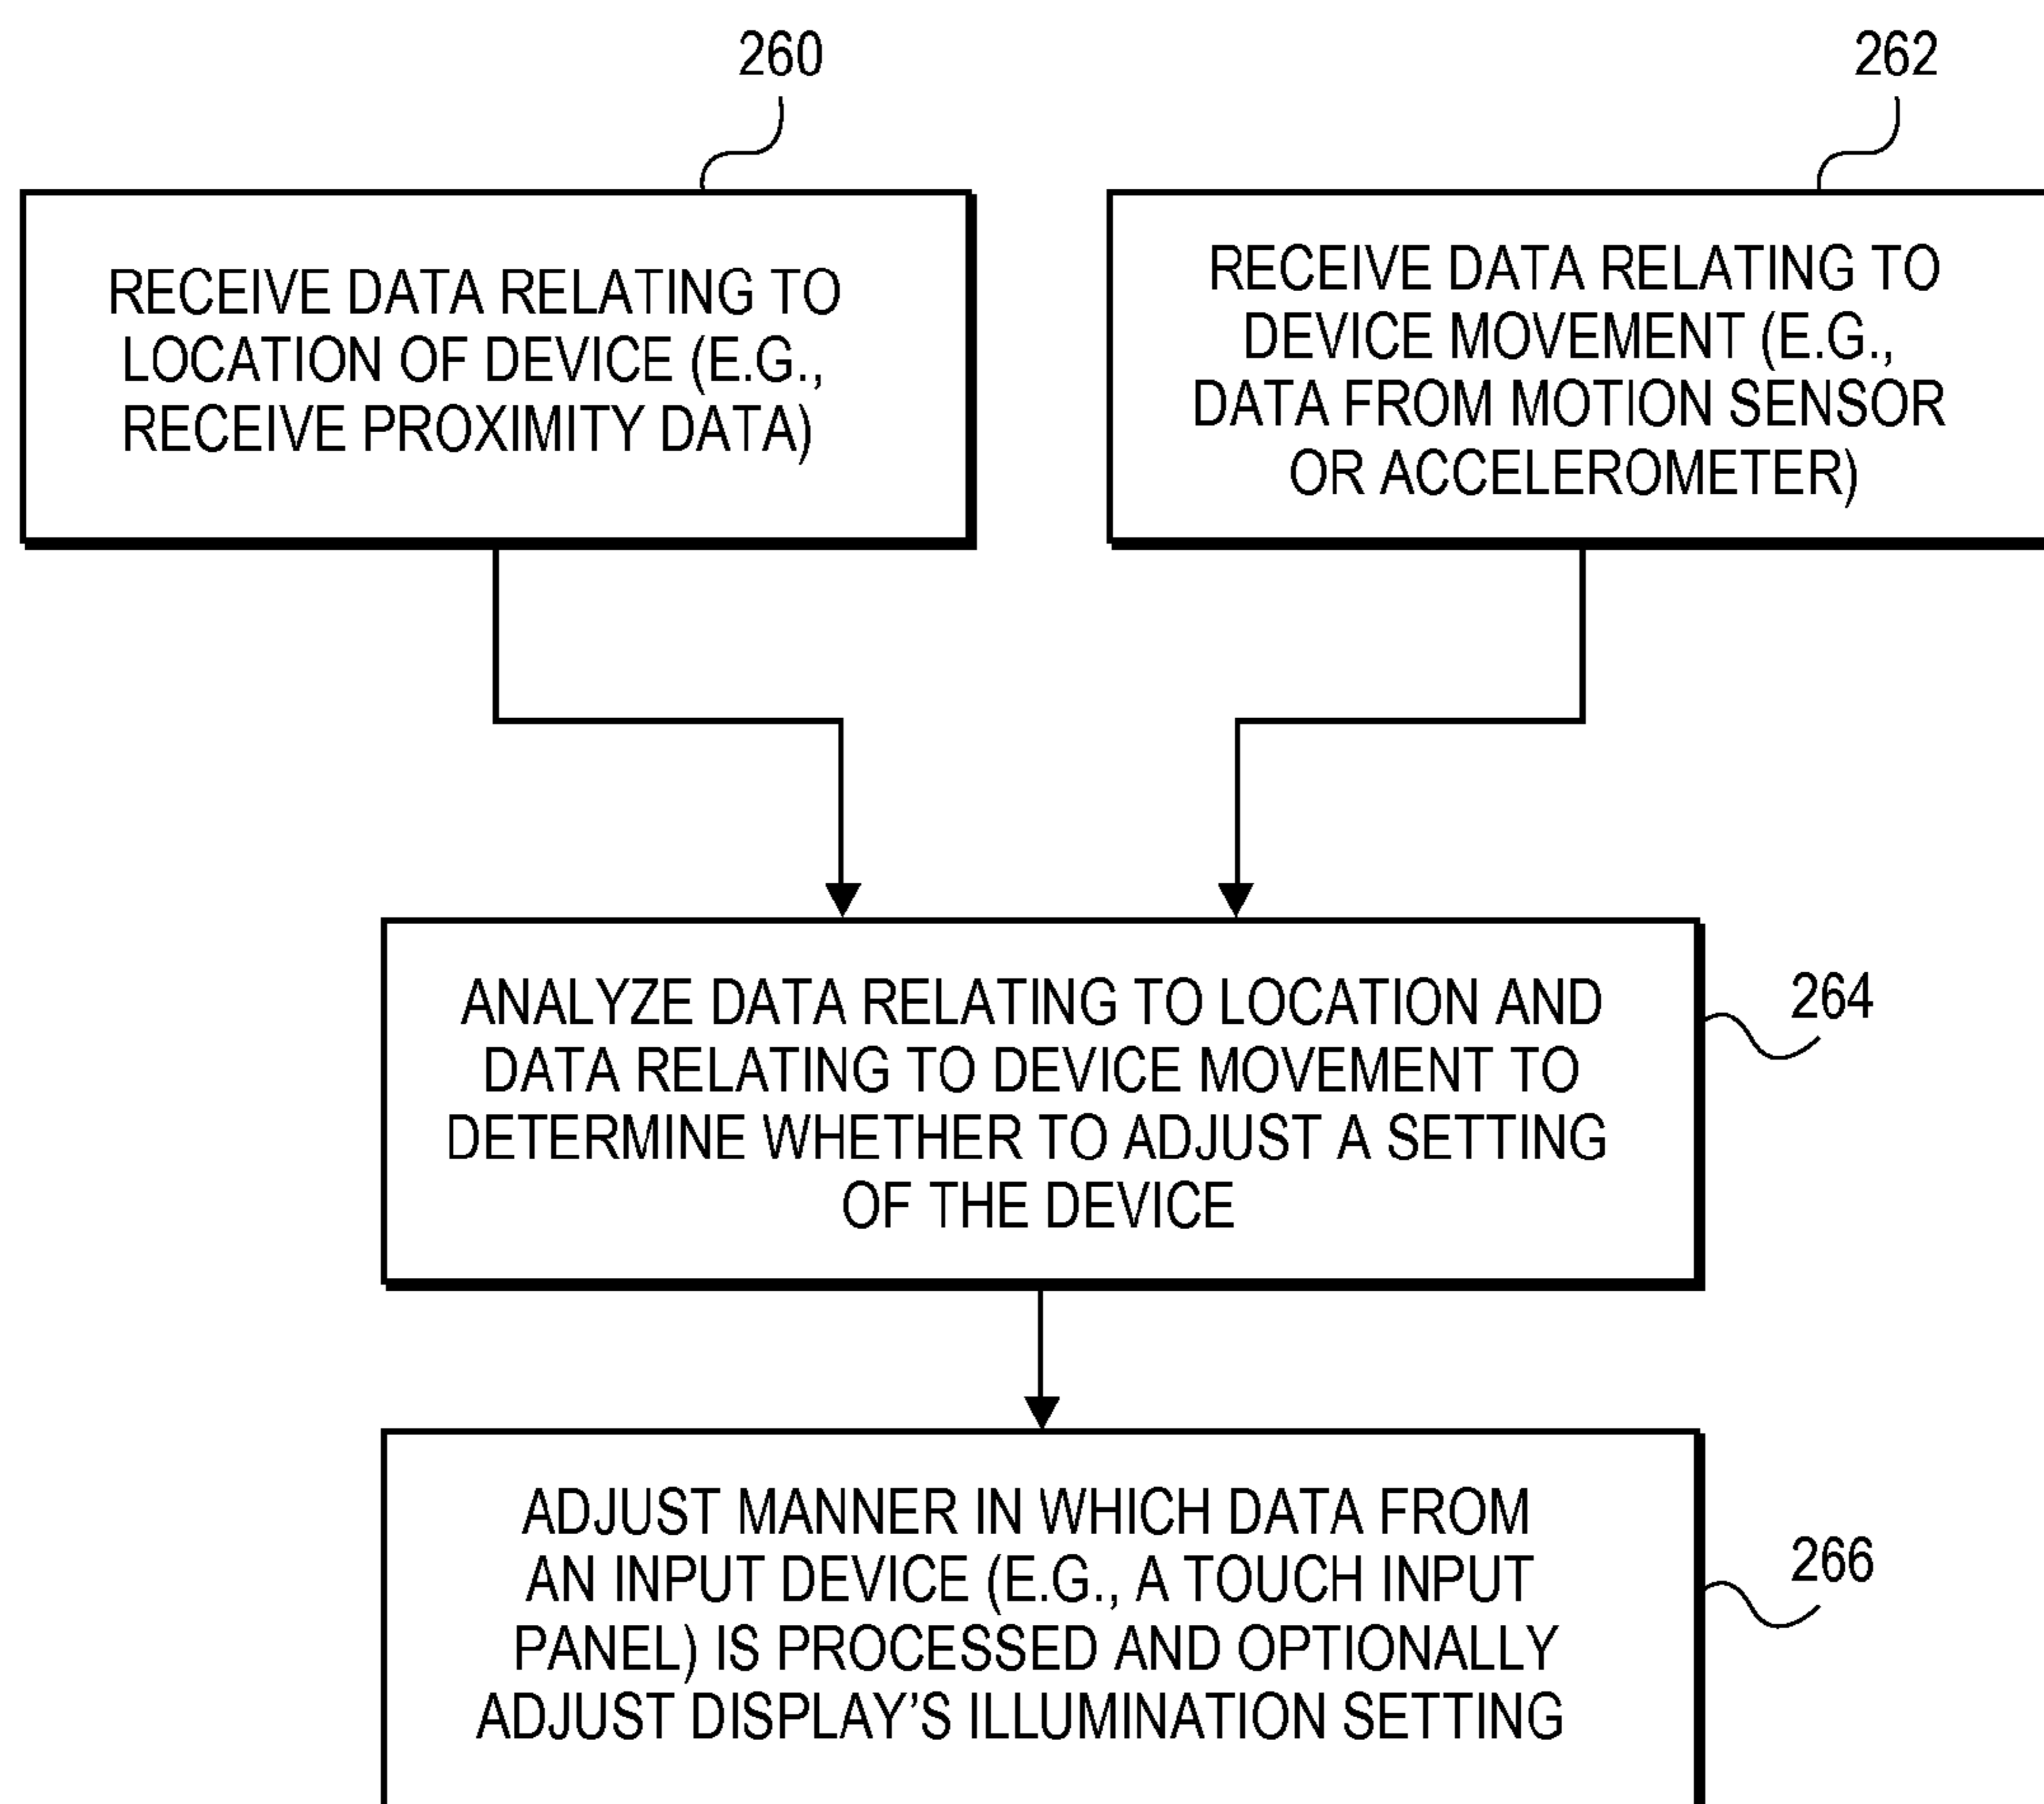 260
262
RECEIVE DATA RELATING TO
LOCATION OF DEVICE (E.G.,
RECEIVE PROXIMITY DATA)
RECEIVE DATA RELATING TO
DEVICE MOVEMENT (E.G.,
DATA FROM MOTION SENSOR
OR ACCELEROMETER)
ANALYZE DATA RELATING TO LOCATION AND
DATA RELATING TO DEVICE MOVEMENT TO
DETERMINE WHETHER TO ADJUST A SETTING
OF THE DEVICE
264
ADJUST MANNER IN WHICH DATA FROM
AN INPUT DEVICE (E.G., A TOUCH INPUT
PANEL) IS PROCESSED AND OPTIONALLY
ADJUST DISPLAY'S ILLUMINATION SETTING
266